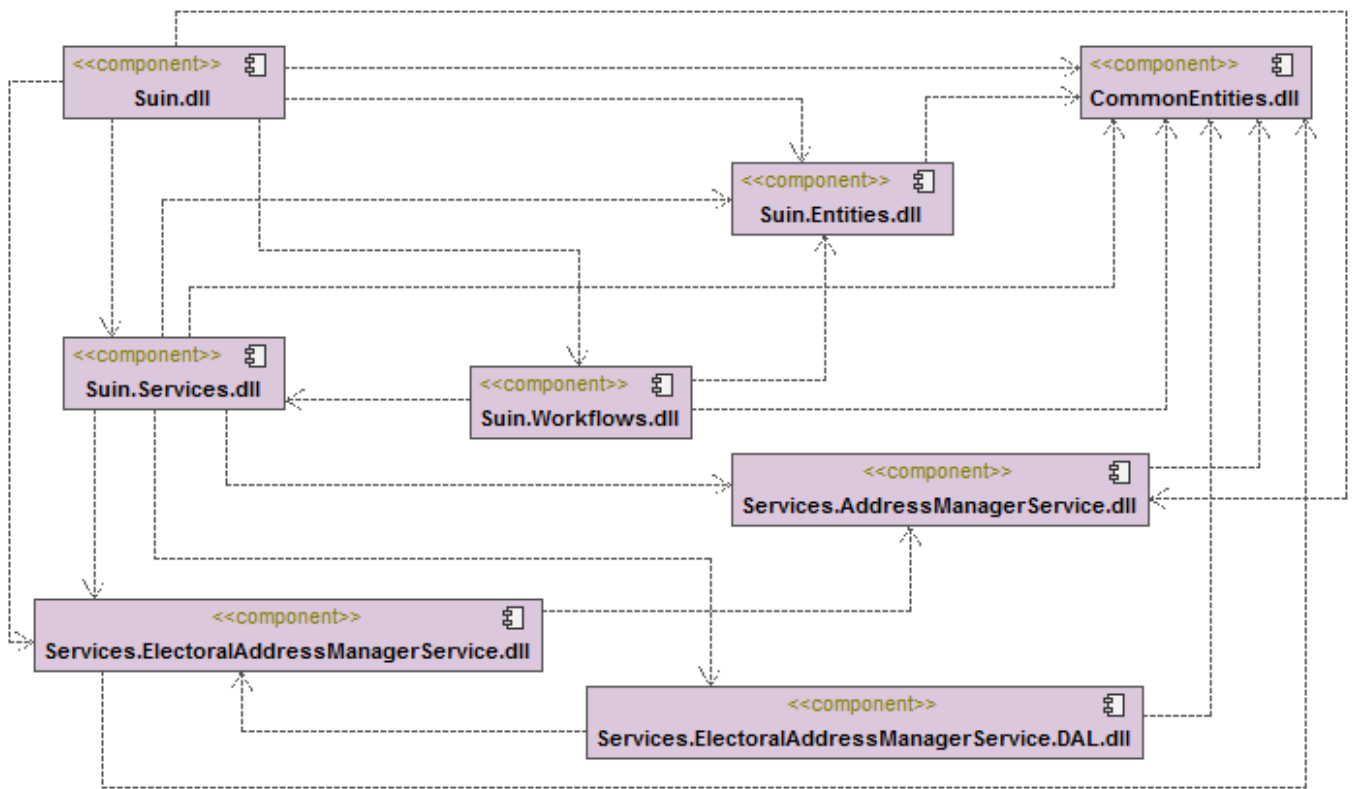 <<component>>
Suin.dll
<<component>>
CommonEntities.dll
<<component>>
Suin.Entities.dll
<<component>>
Suin.Services.dll
<<component>>
Suin.Workflows.dll
<<component>>
Services.AddressManagerService.dll
<<component>>
Services.ElectoralAddressManagerService.dll
<<component>>
Services.ElectoralAddressManagerService.DAL.dll